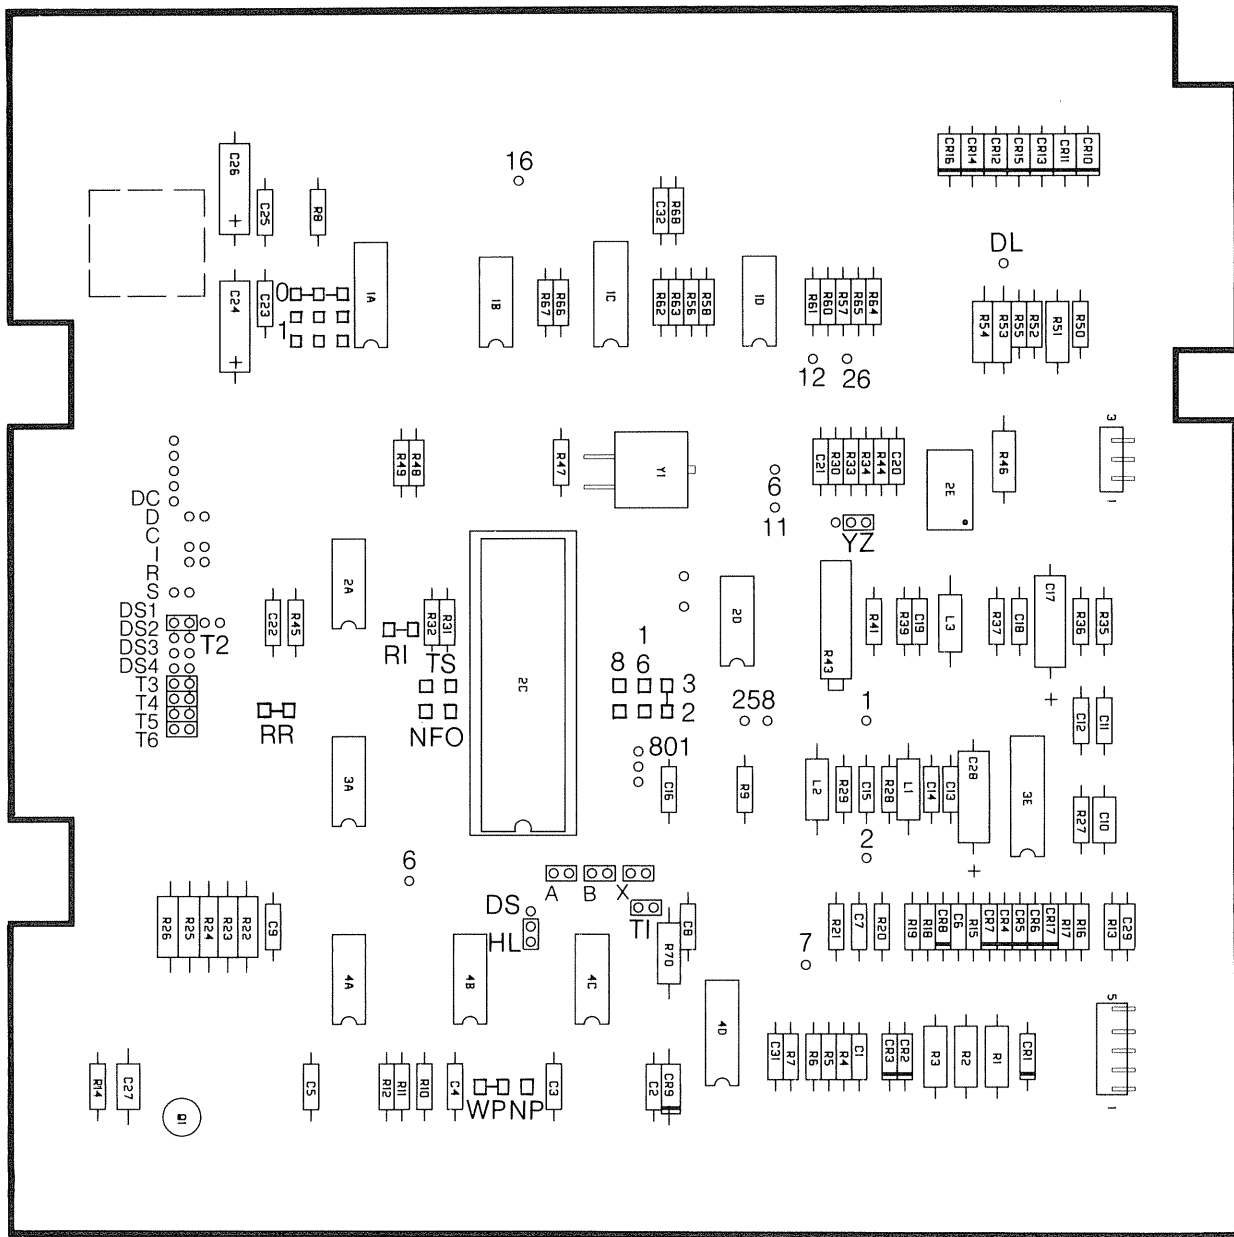 CR16 CR14 CR12 CR15 CR13 CR11 CR10
C26 C25 R8
16
C32 R68
DL
C24 C23
0
1
1A 1B
R67 R66
1C
R62 R63 R56 R58
1D
R61 R60 R57 R65 R64
R54 R53 R55 R52 R51 R50
+
+
12 26
3
1
R49 R48
R47
Y1
6
11
C21 R30 R33 R34 R44 C20
2E
R46
YZ
DC
D
C
I
R
S
DS1
DS2
DS3
DS4
T3
T4
T5
T6
T2
C22 R45
2A
RI
R32 R31
TS
NFO
RR
2C
1
8 6
3
2
2D
258
801
R43
R41 R39 C19 L3 R37 C18 C17 R36 R35
+
1
C12 C11
3A
C16 R9
L2 R29 C15 R28 L1 C14 C13 C28 3E
R27 C10
2
+
6
A B X
DS
HL
TI
R26 R25 R24 R23 R22 C9
4A 4B 4C
R70 C8
4D
7
R21 C7 R20
R19 R18 CR8 C6 R15 CR7 CR4 CR5 CR6 CR17 R17 R16
R13 C29
5
1
C31 R7 R6 R5 R4 C1
CR3 CR2 R3 R2 R1 CR1
R14 C27 Q1
C5
R12 R11 R10 C4
WP NP
C3
C2 CR9